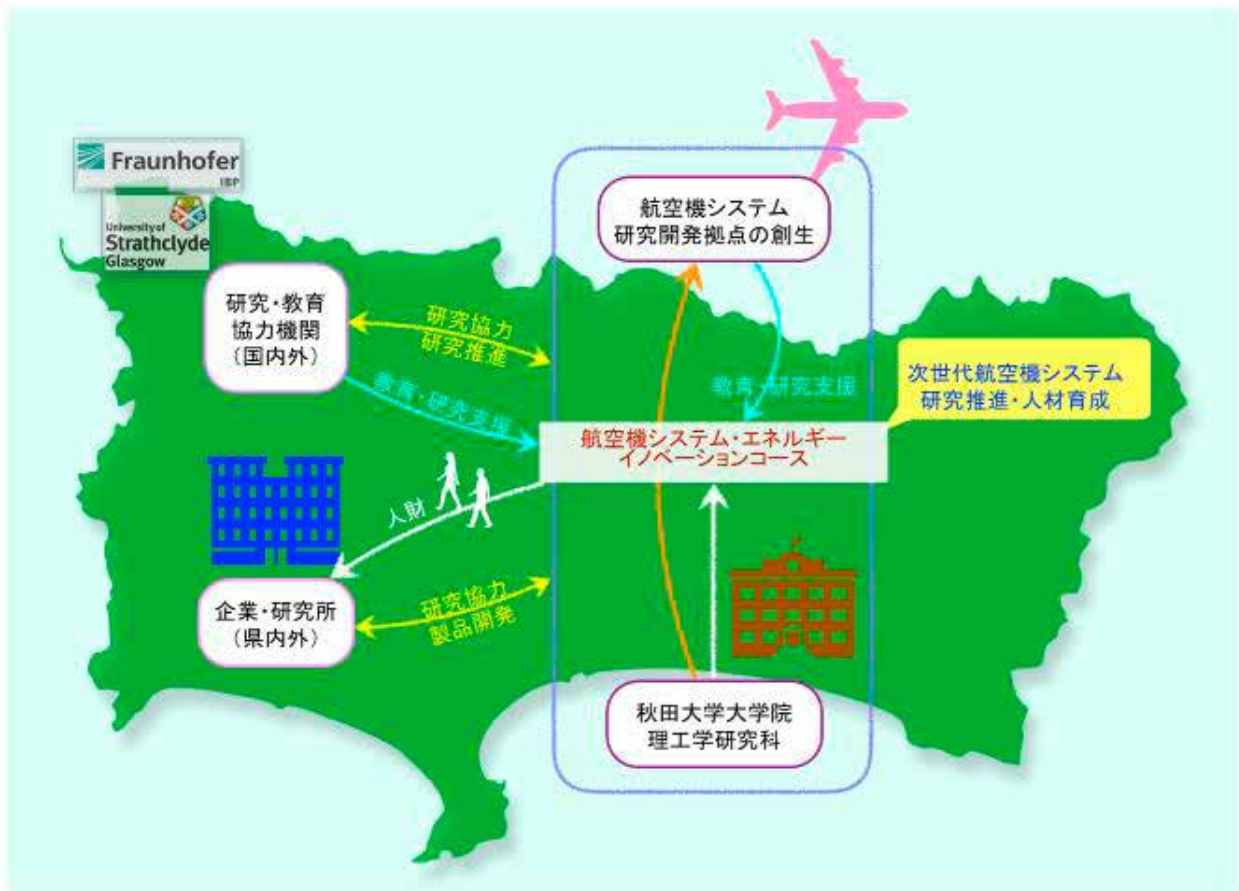 Fraunhofer
IBP
University of
Strathclyde
Glasgow
航空機システム
研究開発拠点の創生
研究・教育
協力機関
（国内外）
研究協力
研究推進
教育・研究支援
教育・研究支援
次世代航空機システム
研究推進・人材育成
航空機システム・エネルギー
イノベーションコース
人財
企業・研究所
（県内外）
研究協力
製品開発
秋田大学大学院
理工学研究科